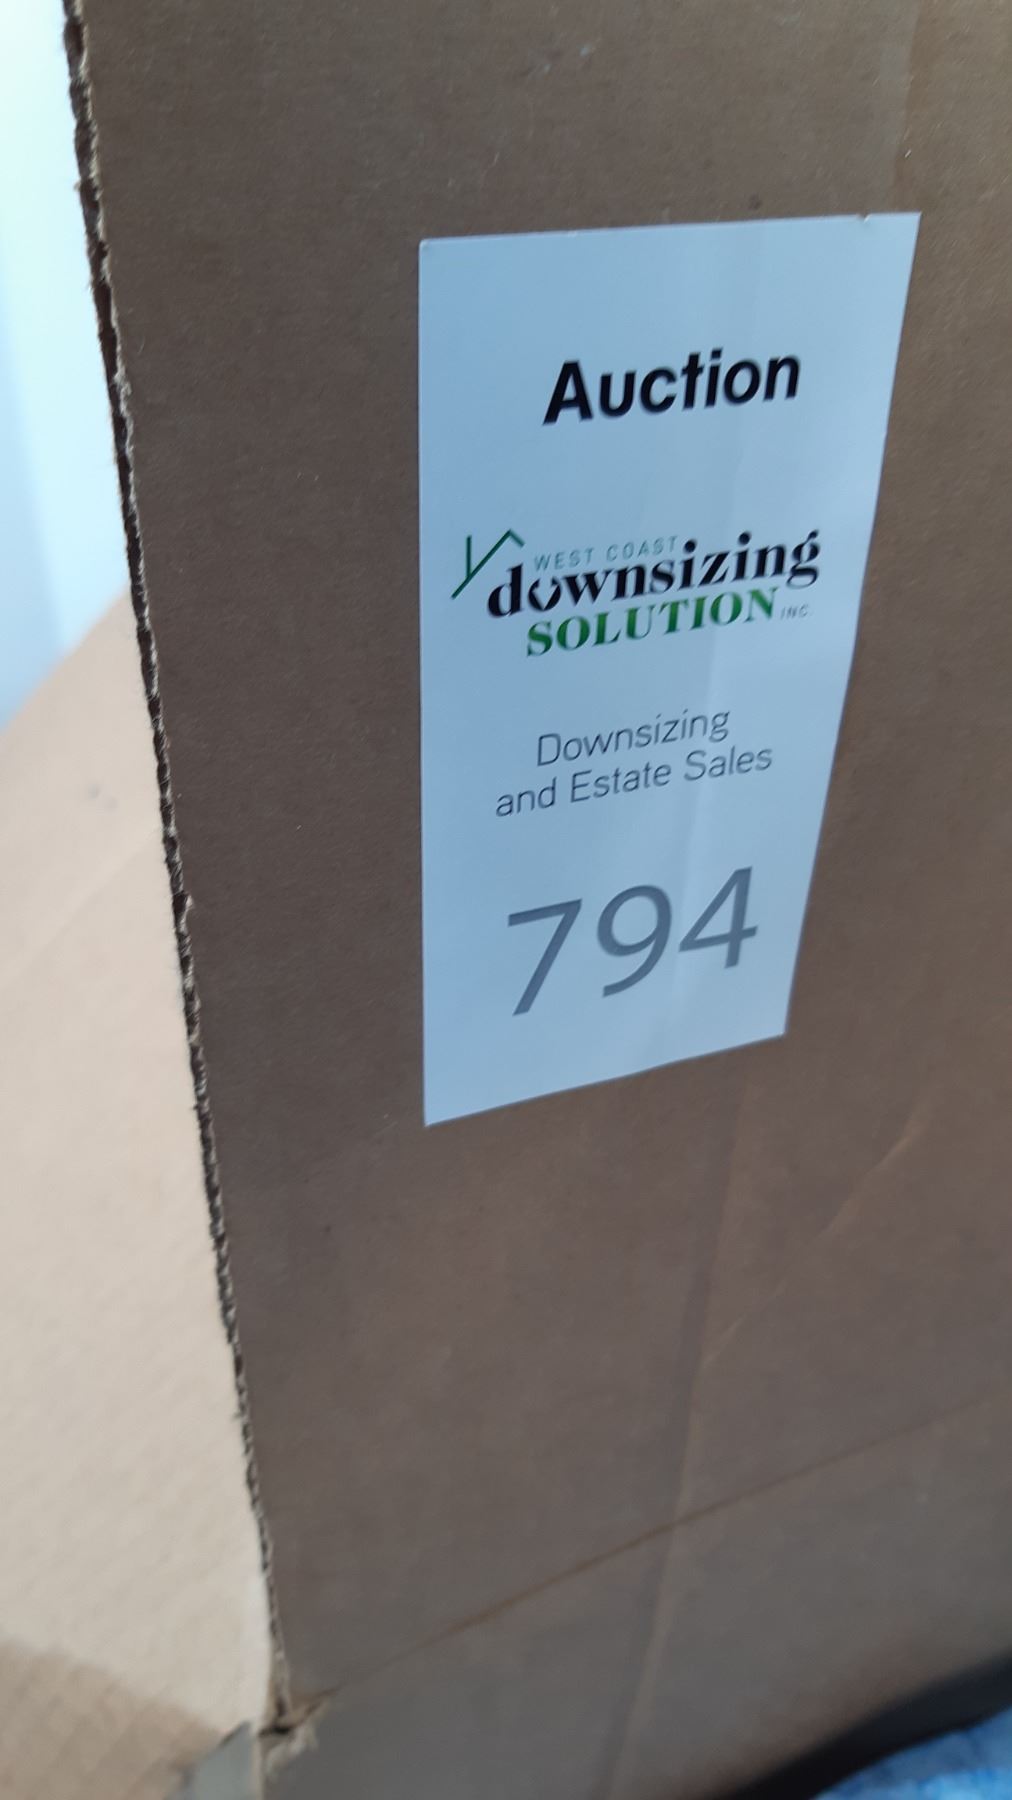 Auction
WEST COAST
downsizing
SOLUTION INC.
Downsizing
and Estate Sales
794